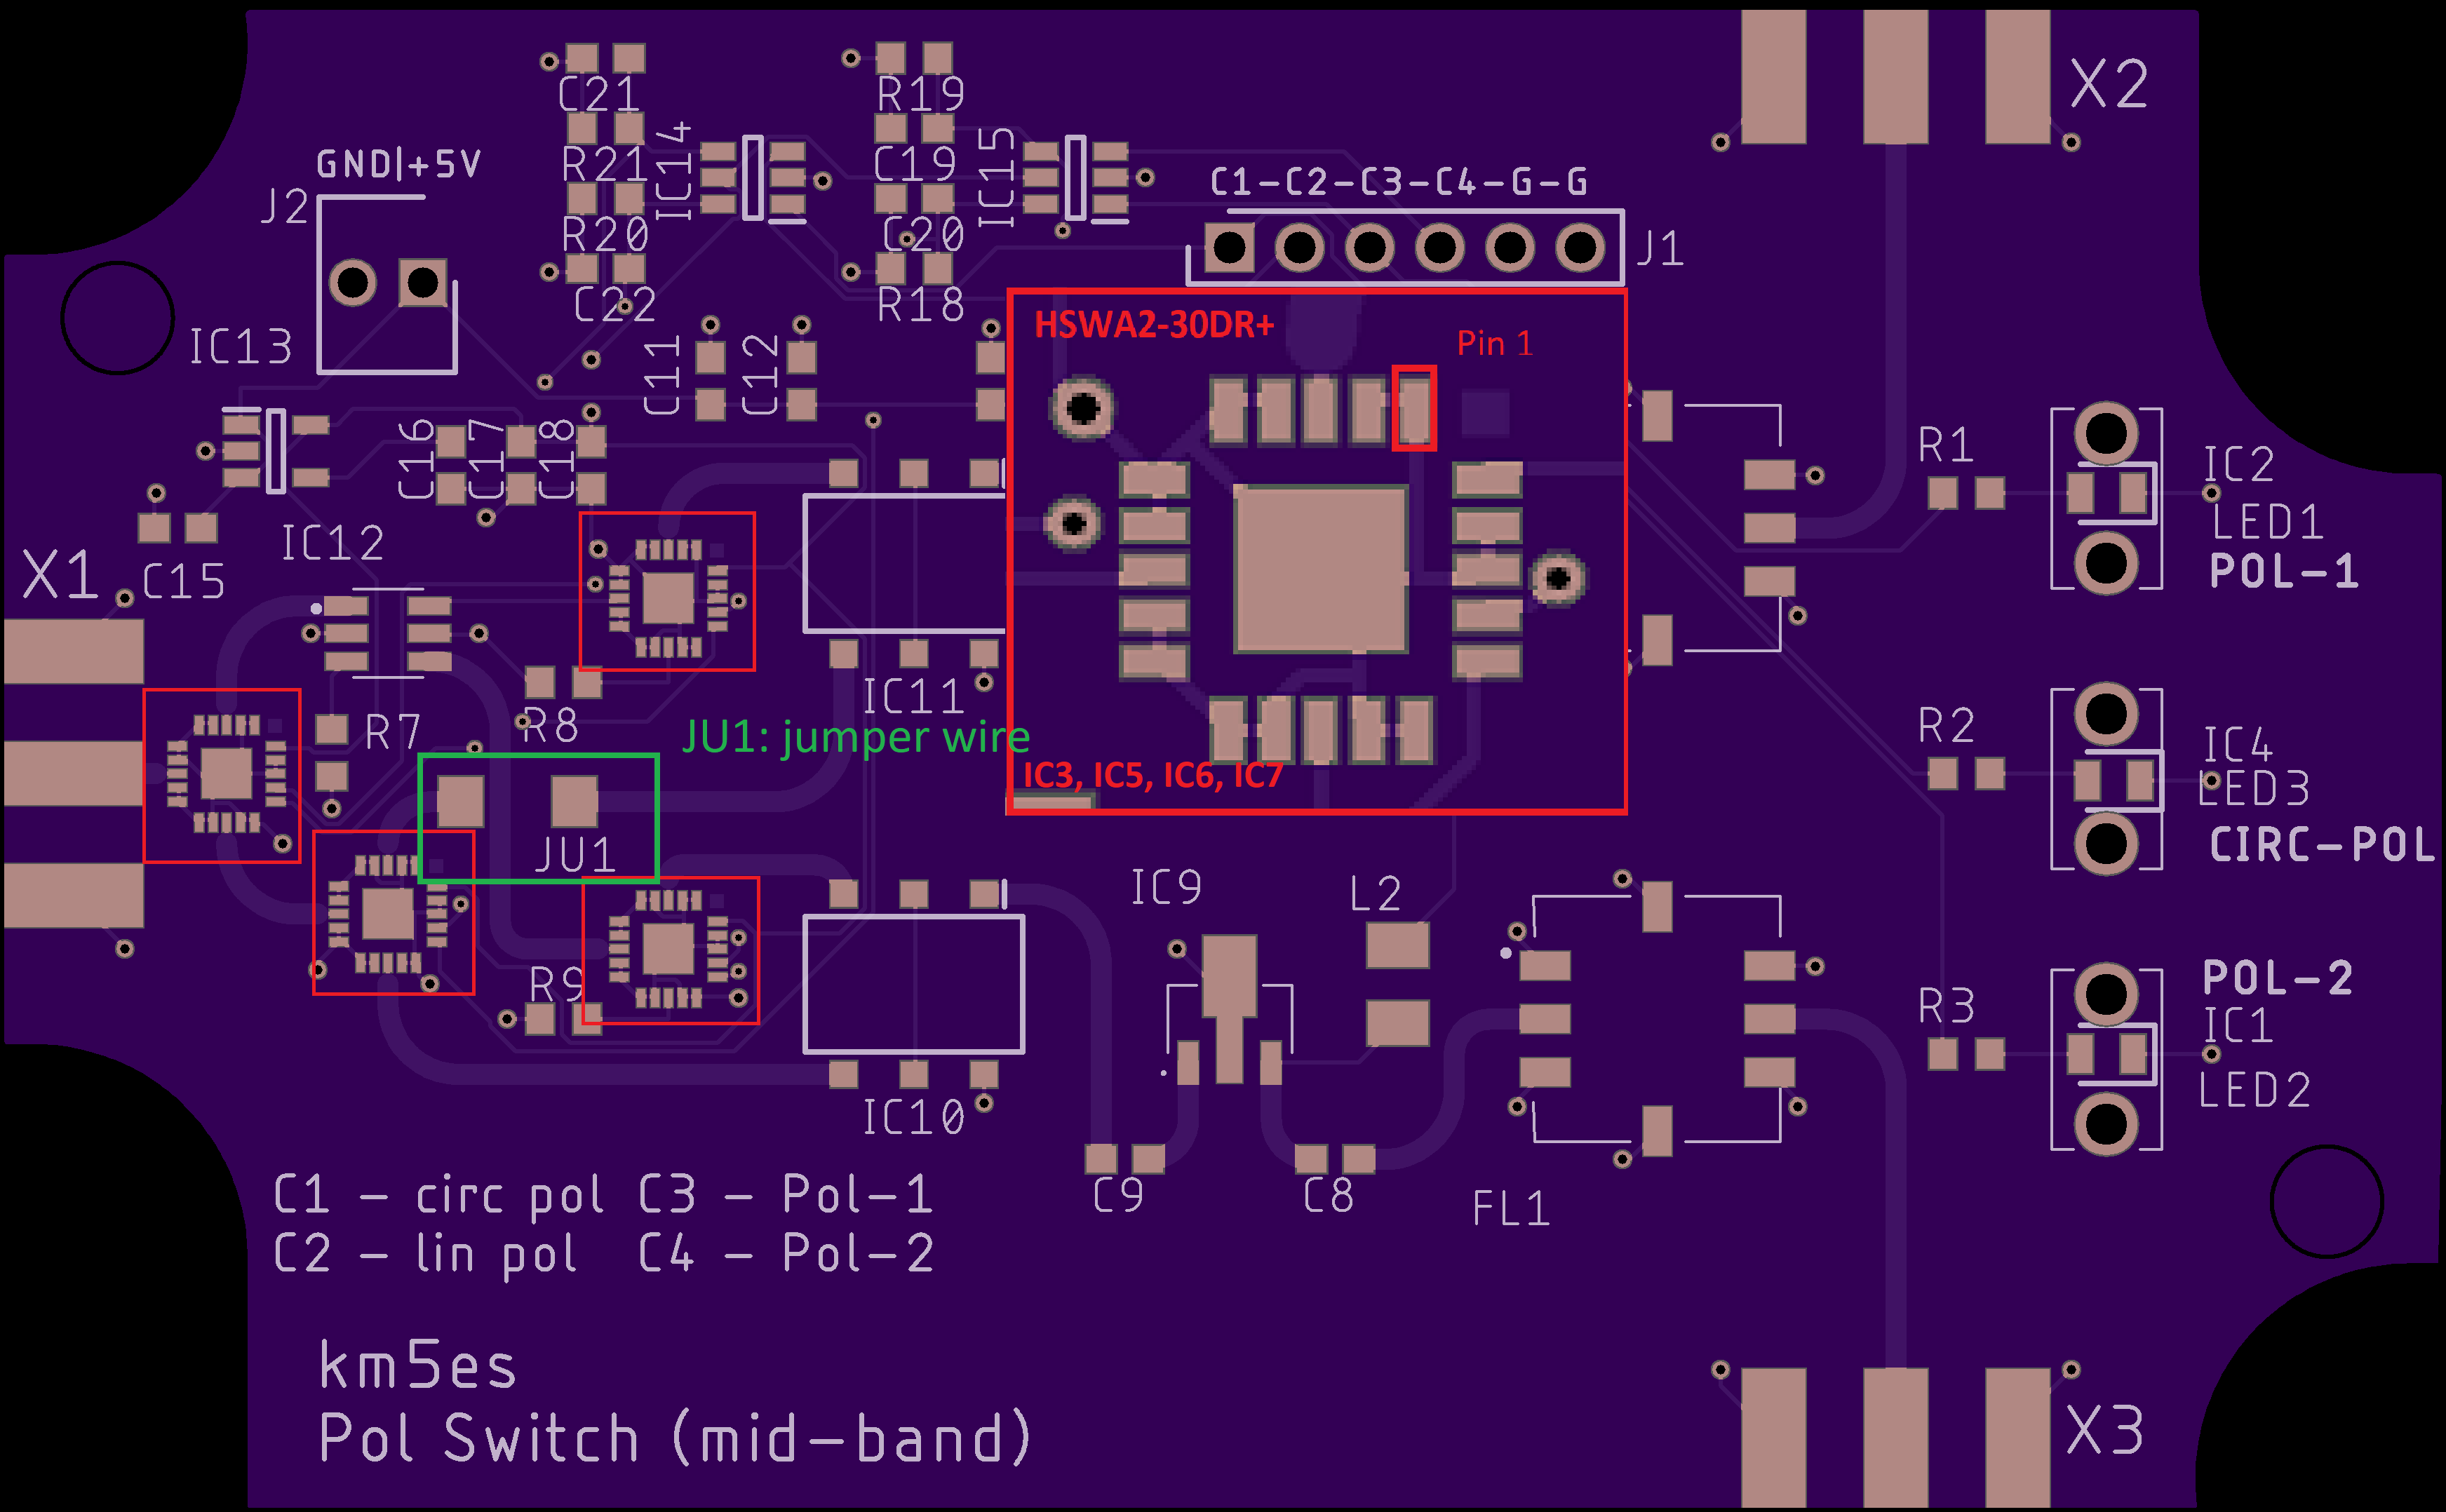 C21
R19
X2
IC14
R21
C19
IC15
GND|+5V
C1-C2-C3-C4-G-G
J2
R20
C20
J1
C22
R18
IC13
C11
C12
HSWA2-30DR+
Pin 1
C16
C17
C18
R1
IC2
LED1
POL-1
IC12
X1
C15
IC11
R7
R8
JU1: jumper wire
R2
IC4
LED3
CIRC-POL
IC3, IC5, IC6, IC7
JU1
IC9
L2
R9
POL-2
R3
IC1
LED2
IC10
C9
C8
FL1
C1 - circ pol C3 - Pol-1
C2 - lin pol C4 - Pol-2
km5es
Pol Switch (mid-band)
X3